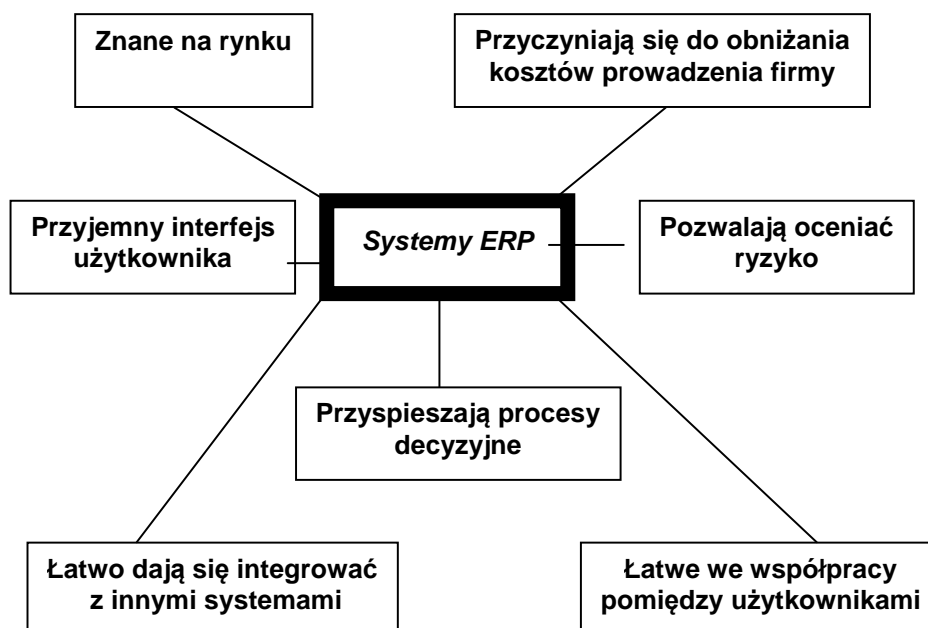 Znane na rynku
Przyczyniają się do obniżania
kosztów prowadzenia firmy
Przyjemny interfejs
użytkownika
Systemy ERP
Pozwalają oceniać
ryzyko
Przyspieszają procesy
decyzyjne
Łatwo dają się integrować
z innymi systemami
Łatwe we współpracy
pomiędzy użytkownikami